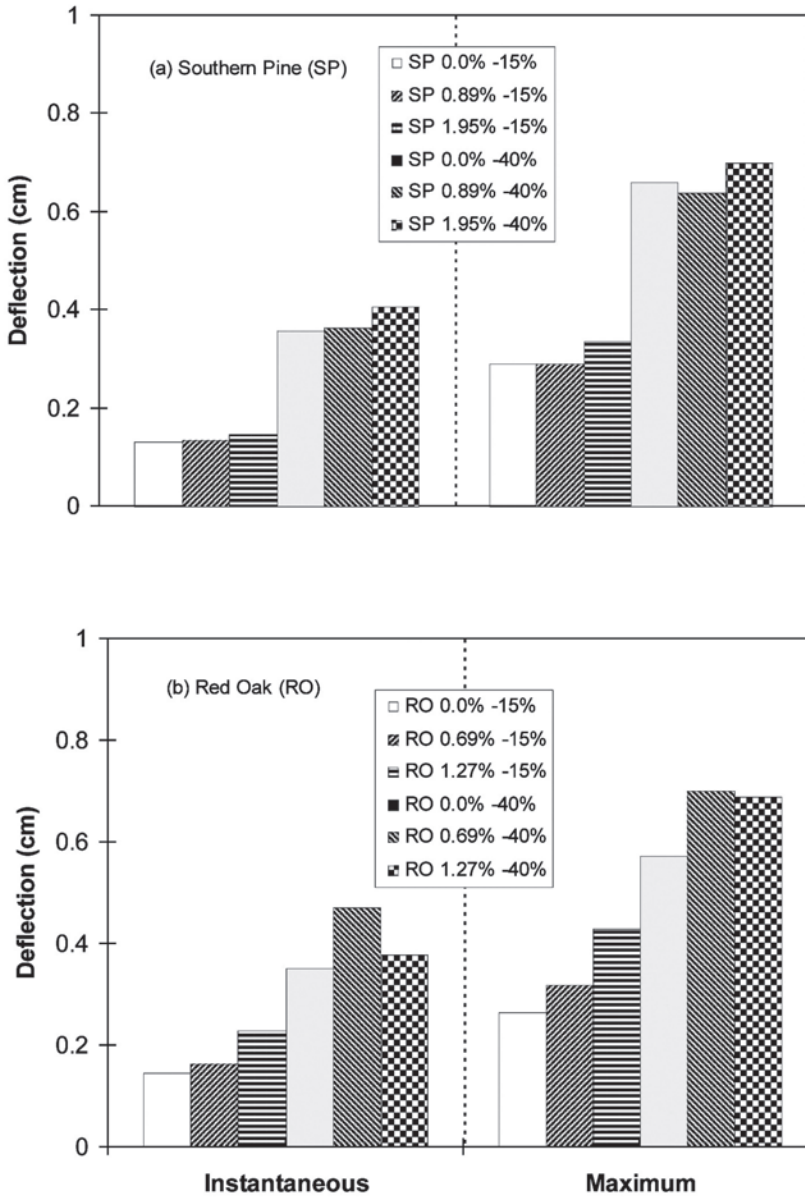 1
0.8
0.6
0.4
0.2
0
Deflection (cm)
(a) Southern Pine (SP)
SP 0.0% -15%
SP 0.89% -15%
SP 1.95% -15%
SP 0.0% -40%
SP 0.89% -40%
SP 1.95% -40%
1
0.8
0.6
0.4
0.2
0
Deflection (cm)
(b) Red Oak (RO)
RO 0.0% -15%
RO 0.69% -15%
RO 1.27% -15%
RO 0.0% -40%
RO 0.69% -40%
RO 1.27% -40%
Instantaneous Maximum